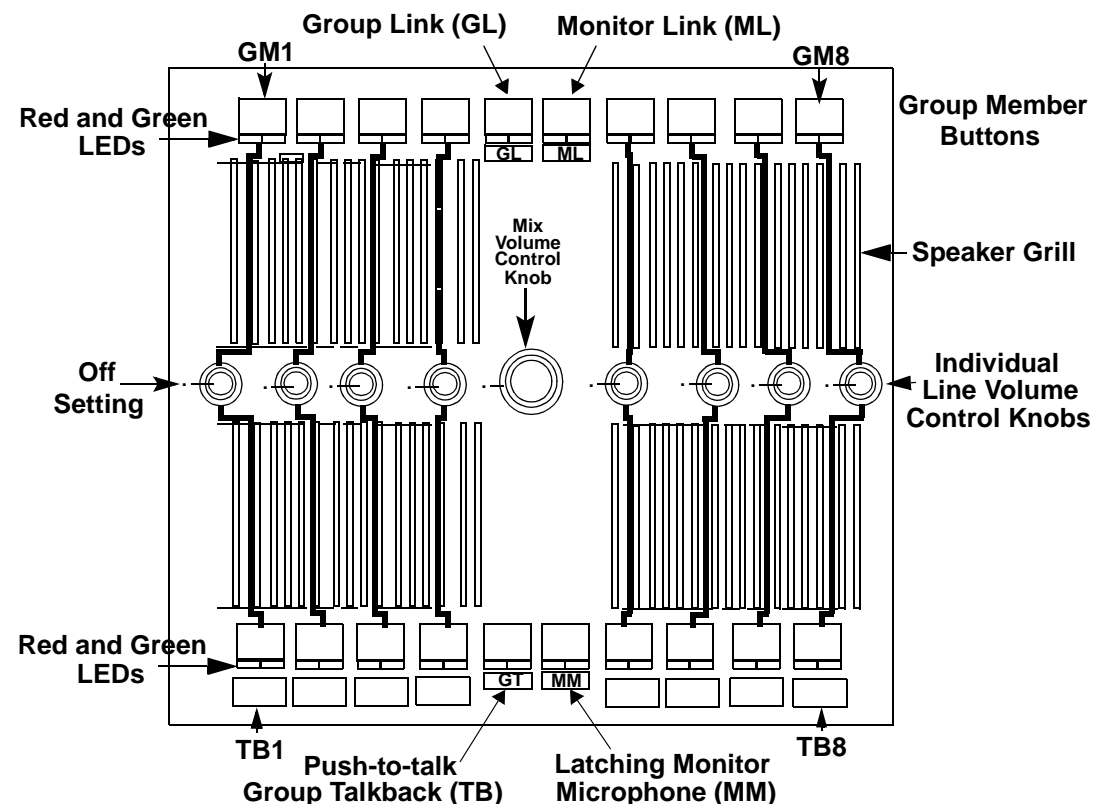 Group Link (GL)
Monitor Link (ML)
GM1
GM8
Red and Green
LEDs
Group Member
Buttons
GL
ML
Mix
Volume
Control
Knob
Speaker Grill
Off
Setting
Individual
Line Volume
Control Knobs
Red and Green
LEDs
GT
MM
TB1
TB8
Push-to-talk
Group Talkback (TB)
Latching Monitor
Microphone (MM)